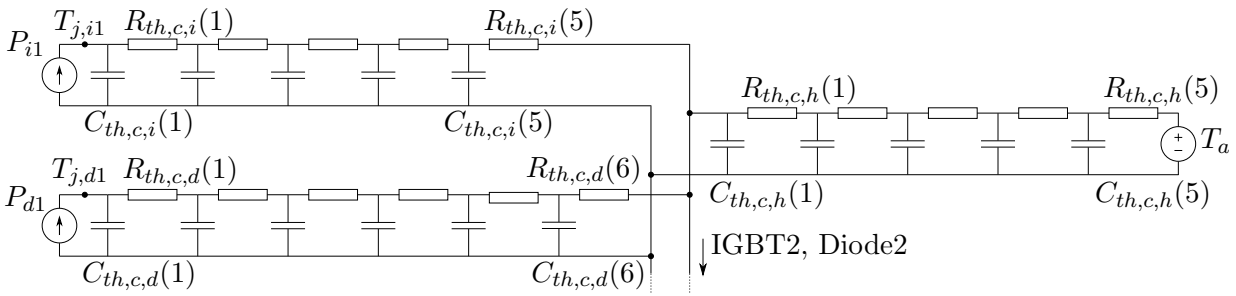 T_{j,i1} R_{th,c,i}(1) R_{th,c,i}(5)
P_{i1}
R_{th,c,h}(1) R_{th,c,h}(5)
C_{th,c,i}(1) C_{th,c,i}(5)
+
− T_a
T_{j,d1} R_{th,c,d}(1) R_{th,c,d}(6)
P_{d1}
C_{th,c,h}(1) C_{th,c,h}(5)
IGBT2, Diode2
C_{th,c,d}(1) C_{th,c,d}(6)